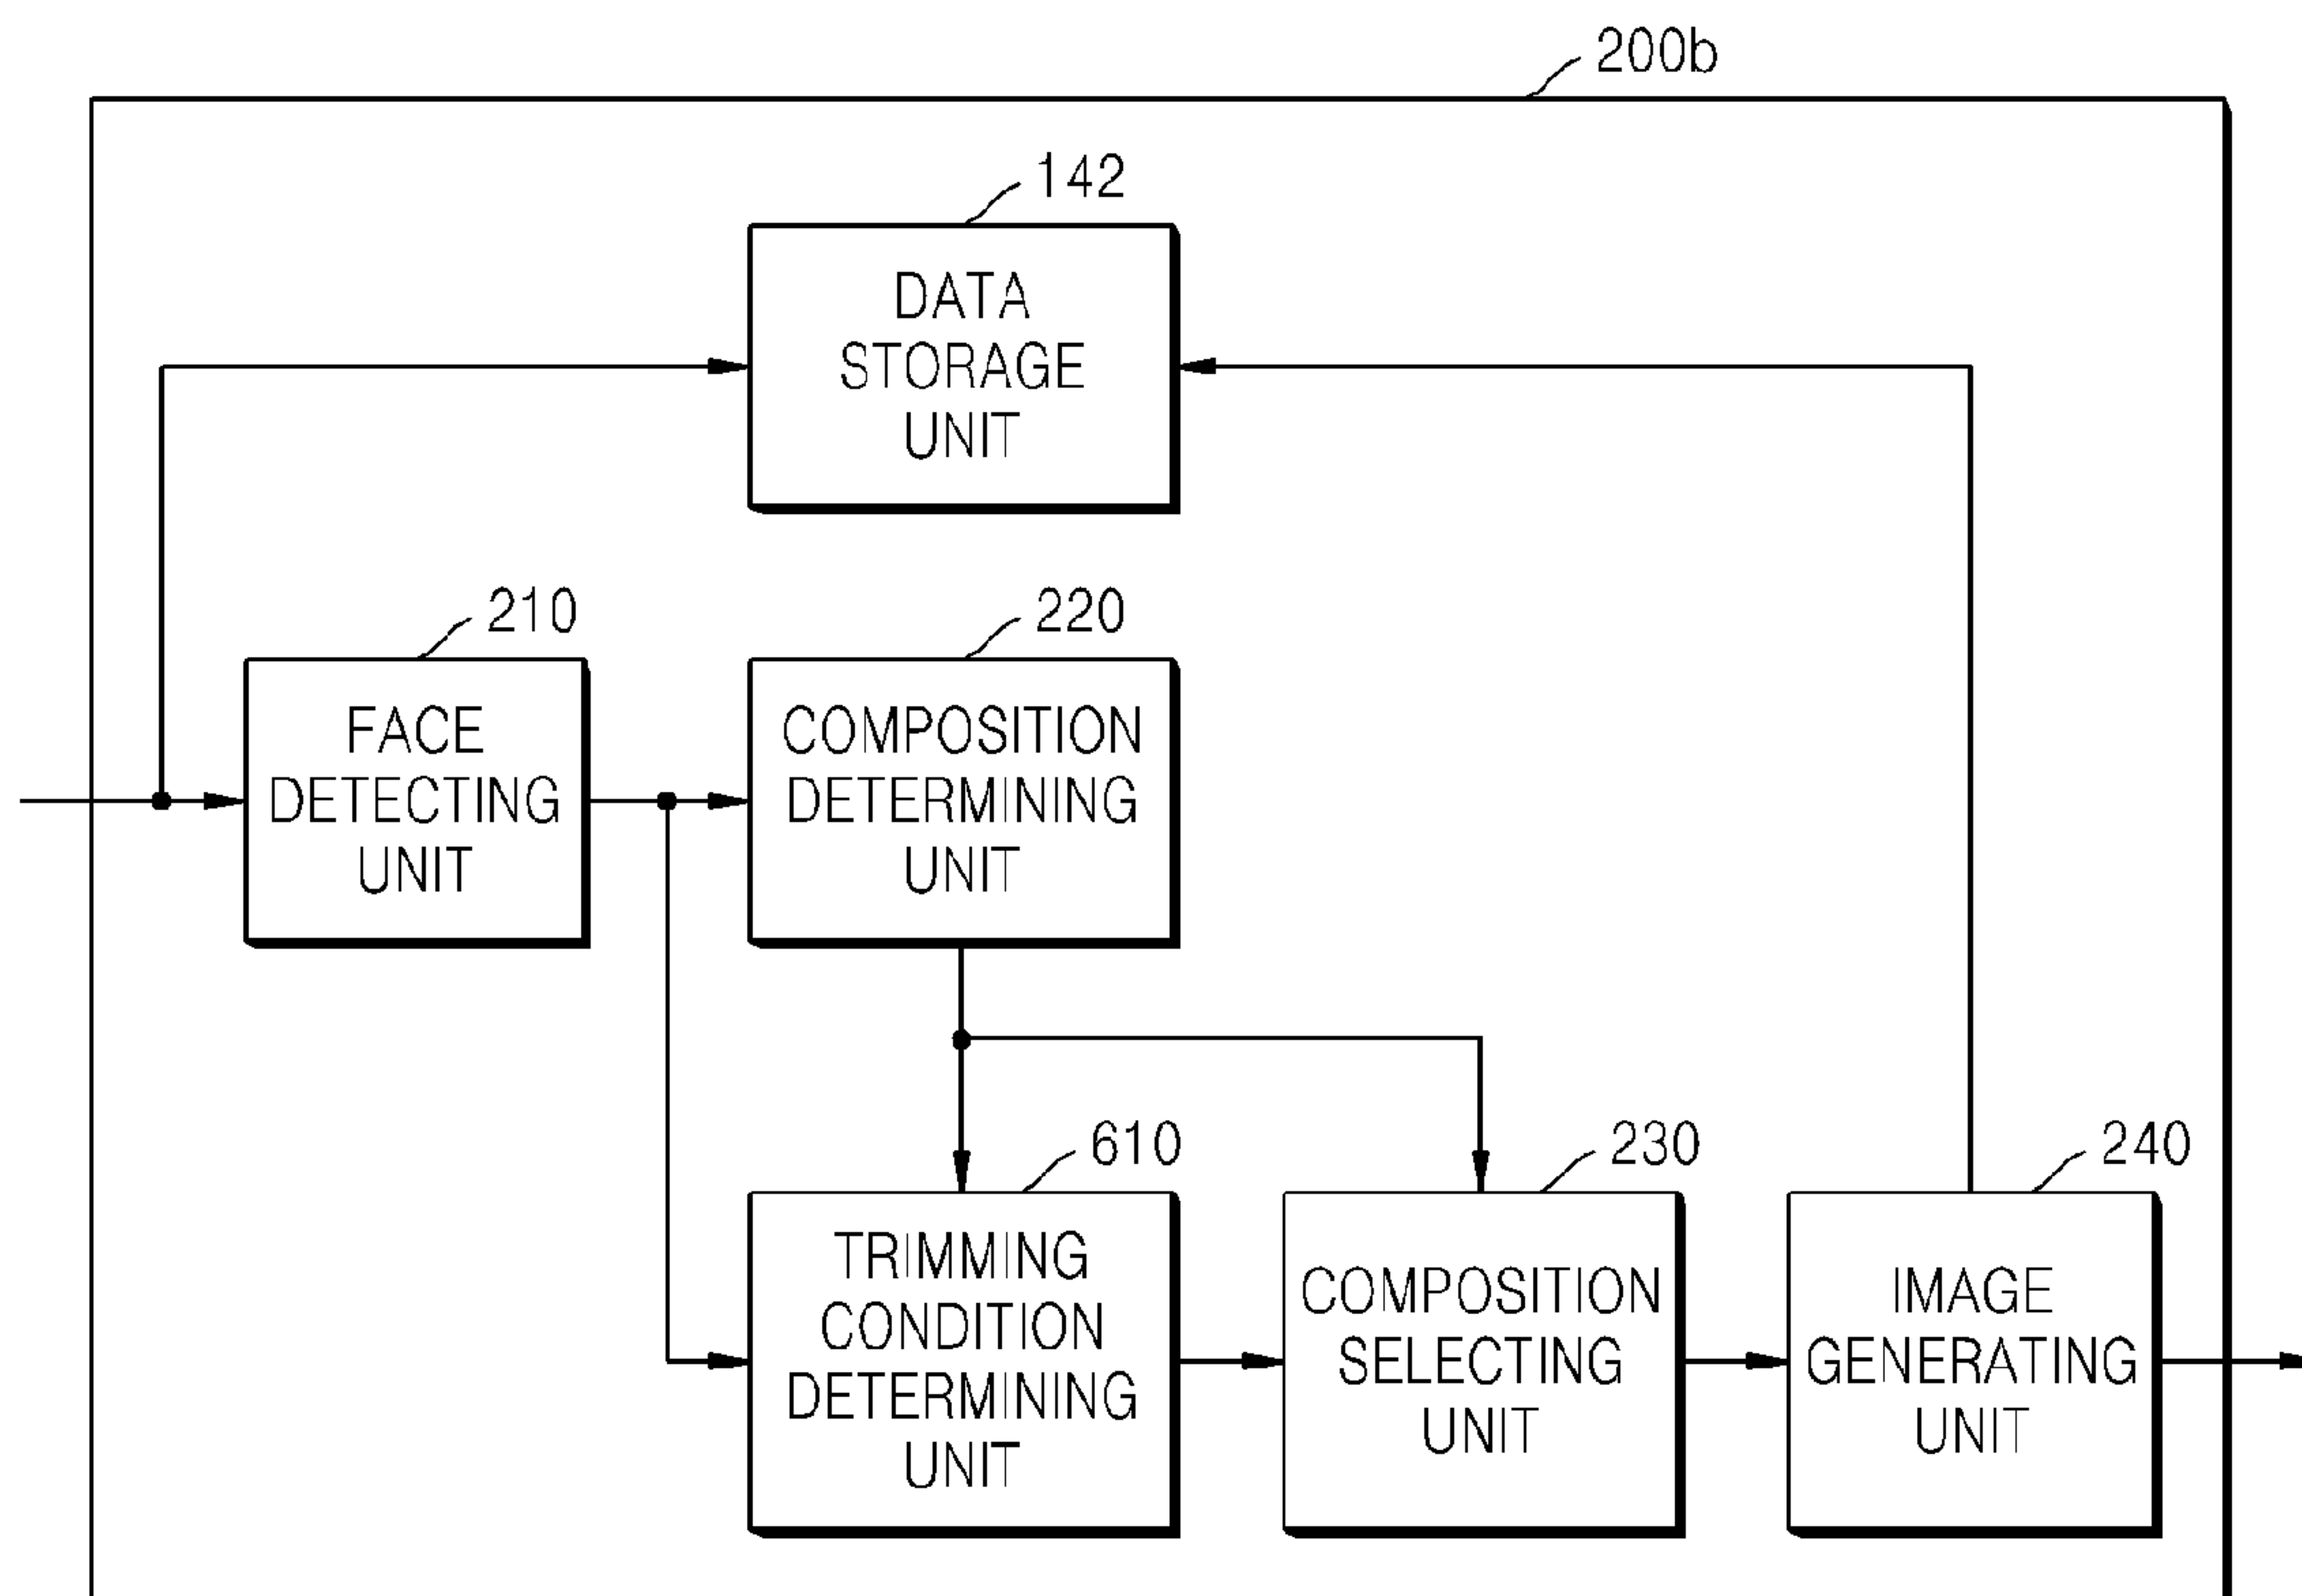 200b
142
DATA
STORAGE
UNIT
210
FACE
DETECTING
UNIT
220
COMPOSITION
DETERMINING
UNIT
610
TRIMMING
CONDITION
DETERMINING
UNIT
230
COMPOSITION
SELECTING
UNIT
240
IMAGE
GENERATING
UNIT